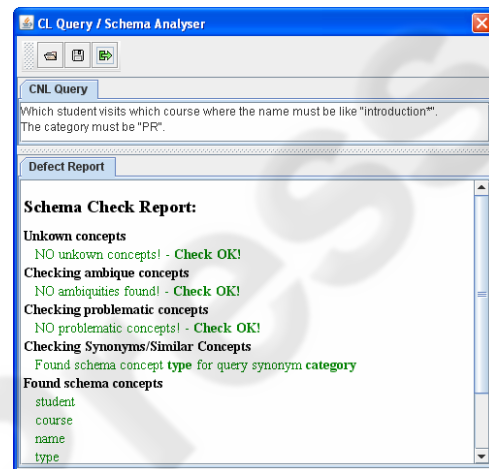 CL Query / Schema Analyser
CNL Query
Which student visits which course where the name must be like "introduction*".
The category must be "PR".
Defect Report
Schema Check Report:
Unkown concepts
NO unkown concepts! - Check OK!
Checking ambique concepts
NO ambiquities found! - Check OK!
Checking problematic concepts
NO problematic concepts! - Check OK!
Checking Synonyms/Similar Concepts
Found schema concept type for query synonym category
Found schema concepts
student
course
name
type